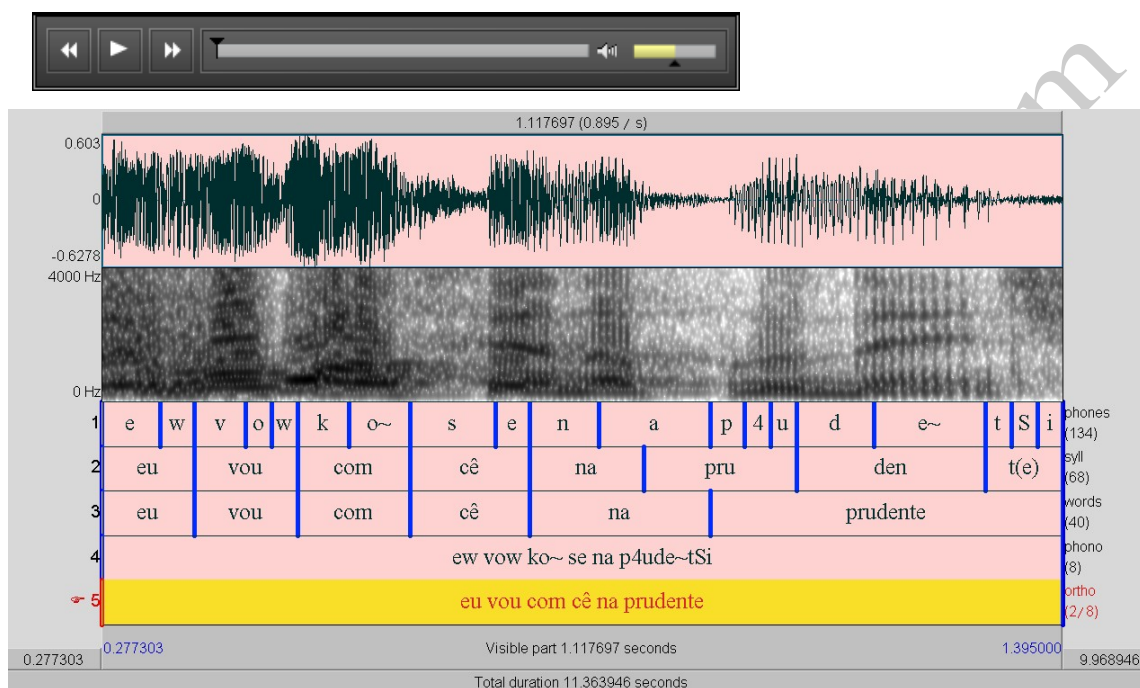 om
1.117697 (0.895 / s)
0.603
0
-0.6278
4000 Hz
0 Hz
1 e w v o w k o~ s e n a p 4 u d e~ t S i phones (134)
2 eu vou com cê na pru den t(e) syll (68)
3 eu vou com cê na prudente words (40)
4 ew vow ko~ se na p4ude~tSi phono (8)
5 eu vou com cê na prudente ortho (2/8)
0.277303 0.277303 Visible part 1.117697 seconds 1.395000 9.968946
Total duration 11.363946 seconds